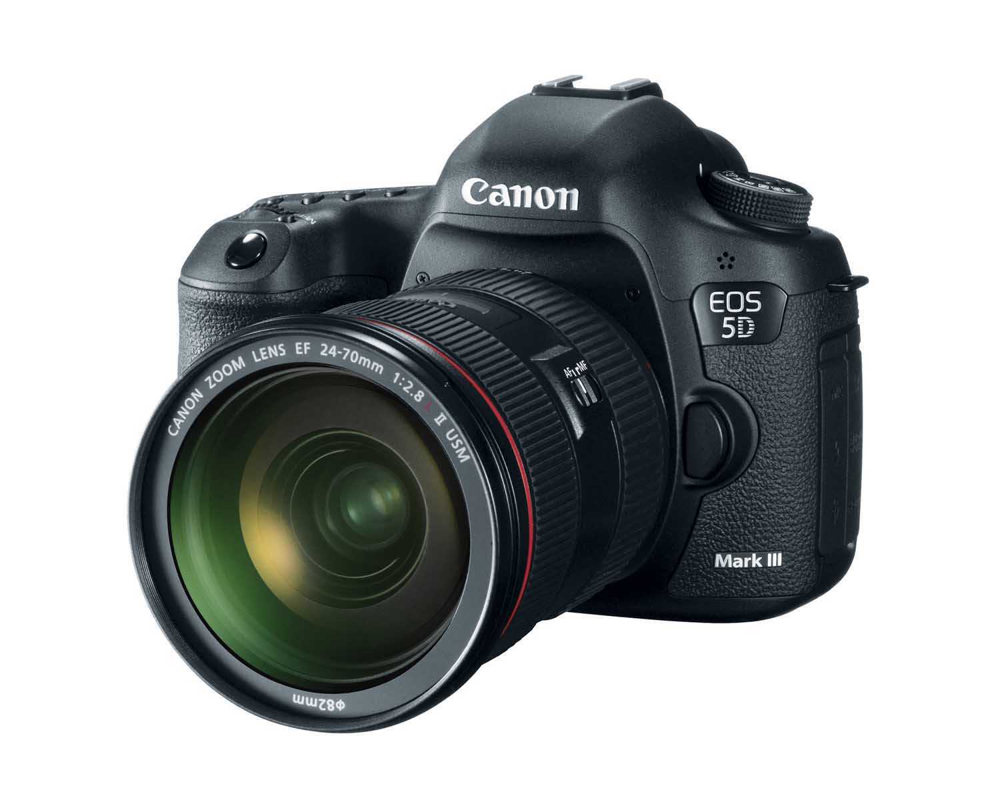 Canon
EOS
5D
AF MF
CANON ZOOM LENS EF 24-70mm 1:2.8 L II USM
Mark III
φ82mm